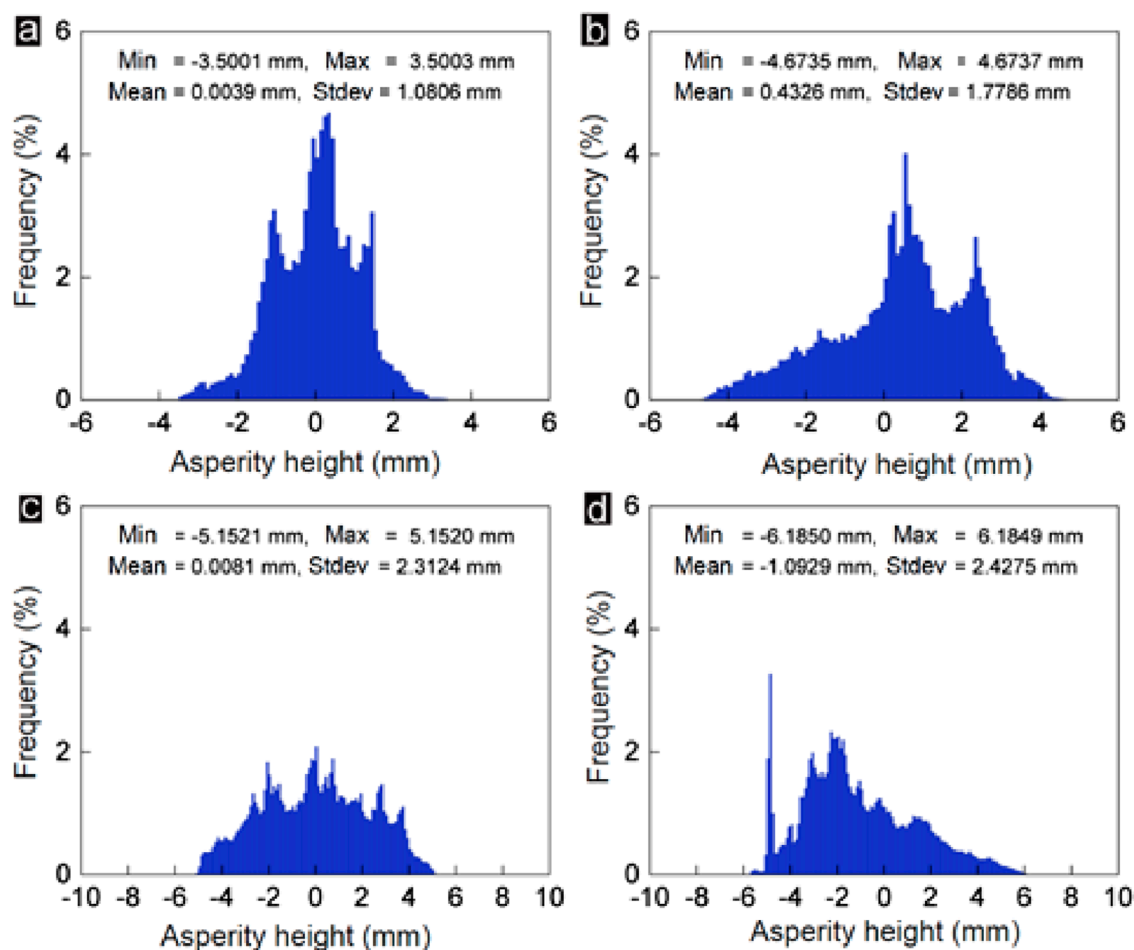 a
6
Min = -3.5001 mm, Max = 3.5003 mm
Mean = 0.0039 mm, Stdev = 1.0806 mm
4
2
0
Frequency (%)
-6 -4 -2 0 2 4 6
Asperity height (mm)
b
6
Min = -4.6735 mm, Max = 4.6737 mm
Mean = 0.4326 mm, Stdev = 1.7786 mm
4
2
0
Frequency (%)
-6 -4 -2 0 2 4 6
Asperity height (mm)
c
6
Min = -5.1521 mm, Max = 5.1520 mm
Mean = 0.0081 mm, Stdev = 2.3124 mm
4
2
0
Frequency (%)
-10 -8 -6 -4 -2 0 2 4 6 8 10
Asperity height (mm)
d
6
Min = -6.1850 mm, Max = 6.1849 mm
Mean = -1.0929 mm, Stdev = 2.4275 mm
4
2
0
Frequency (%)
-10 -8 -6 -4 -2 0 2 4 6 8 10
Asperity height (mm)